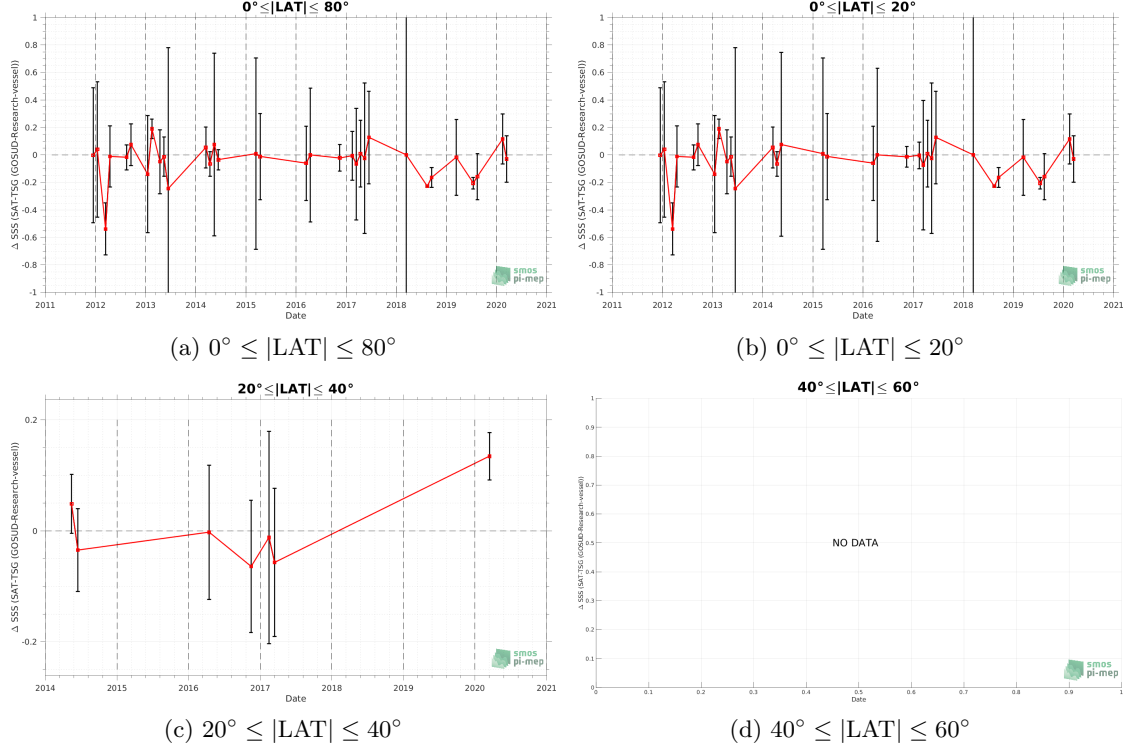 0°≤|LAT|≤ 80°
1
0.8
0.6
0.4
0.2
0
-0.2
-0.4
-0.6
-0.8
-1
Δ SSS (SAT-TSG (GOSUD-Research-vessel))
2011 2012 2013 2014 2015 2016 2017 2018 2019 2020 2021
Date
smos
pi-mep
(a) 0° ≤ |LAT| ≤ 80°
0°≤|LAT|≤ 20°
1
0.8
0.6
0.4
0.2
0
-0.2
-0.4
-0.6
-0.8
-1
Δ SSS (SAT-TSG (GOSUD-Research-vessel))
2011 2012 2013 2014 2015 2016 2017 2018 2019 2020 2021
Date
smos
pi-mep
(b) 0° ≤ |LAT| ≤ 20°
20°≤|LAT|≤ 40°
0.2
0
-0.2
Δ SSS (SAT-TSG (GOSUD-Research-vessel))
2014 2015 2016 2017 2018 2019 2020 2021
Date
smos
pi-mep
(c) 20° ≤ |LAT| ≤ 40°
40°≤|LAT|≤ 60°
1
0.9
0.8
0.7
0.6
0.5
0.4
0.3
0.2
0.1
0
Δ SSS (SAT-TSG (GOSUD-Research-vessel))
NO DATA
0 0.1 0.2 0.3 0.4 0.5 0.6 0.7 0.8 0.9 1
Date
smos
pi-mep
(d) 40° ≤ |LAT| ≤ 60°